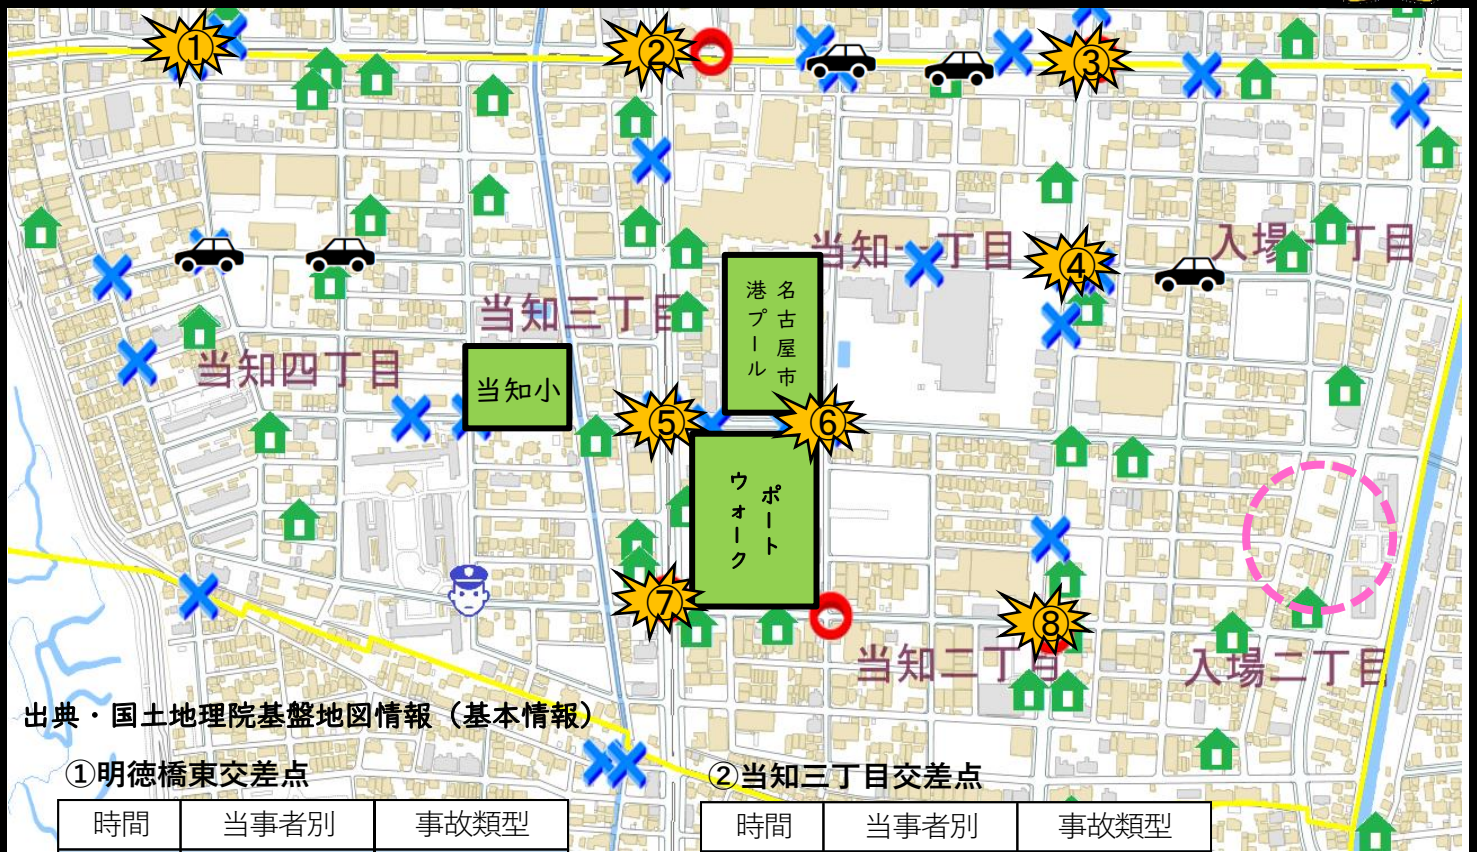 ①
②
③
当知一丁目
④
入場一丁目
名古屋市
港プール
当知三丁目
当知四丁目
当知小
⑤
⑥
ポート
ウォーク
⑦
⑧
当知二丁目
入場二丁目
出典・国土地理院基盤地図情報（基本情報）
①明徳橋東交差点
時間 当事者別 事故類型
②当知三丁目交差点
時間 当事者別 事故類型